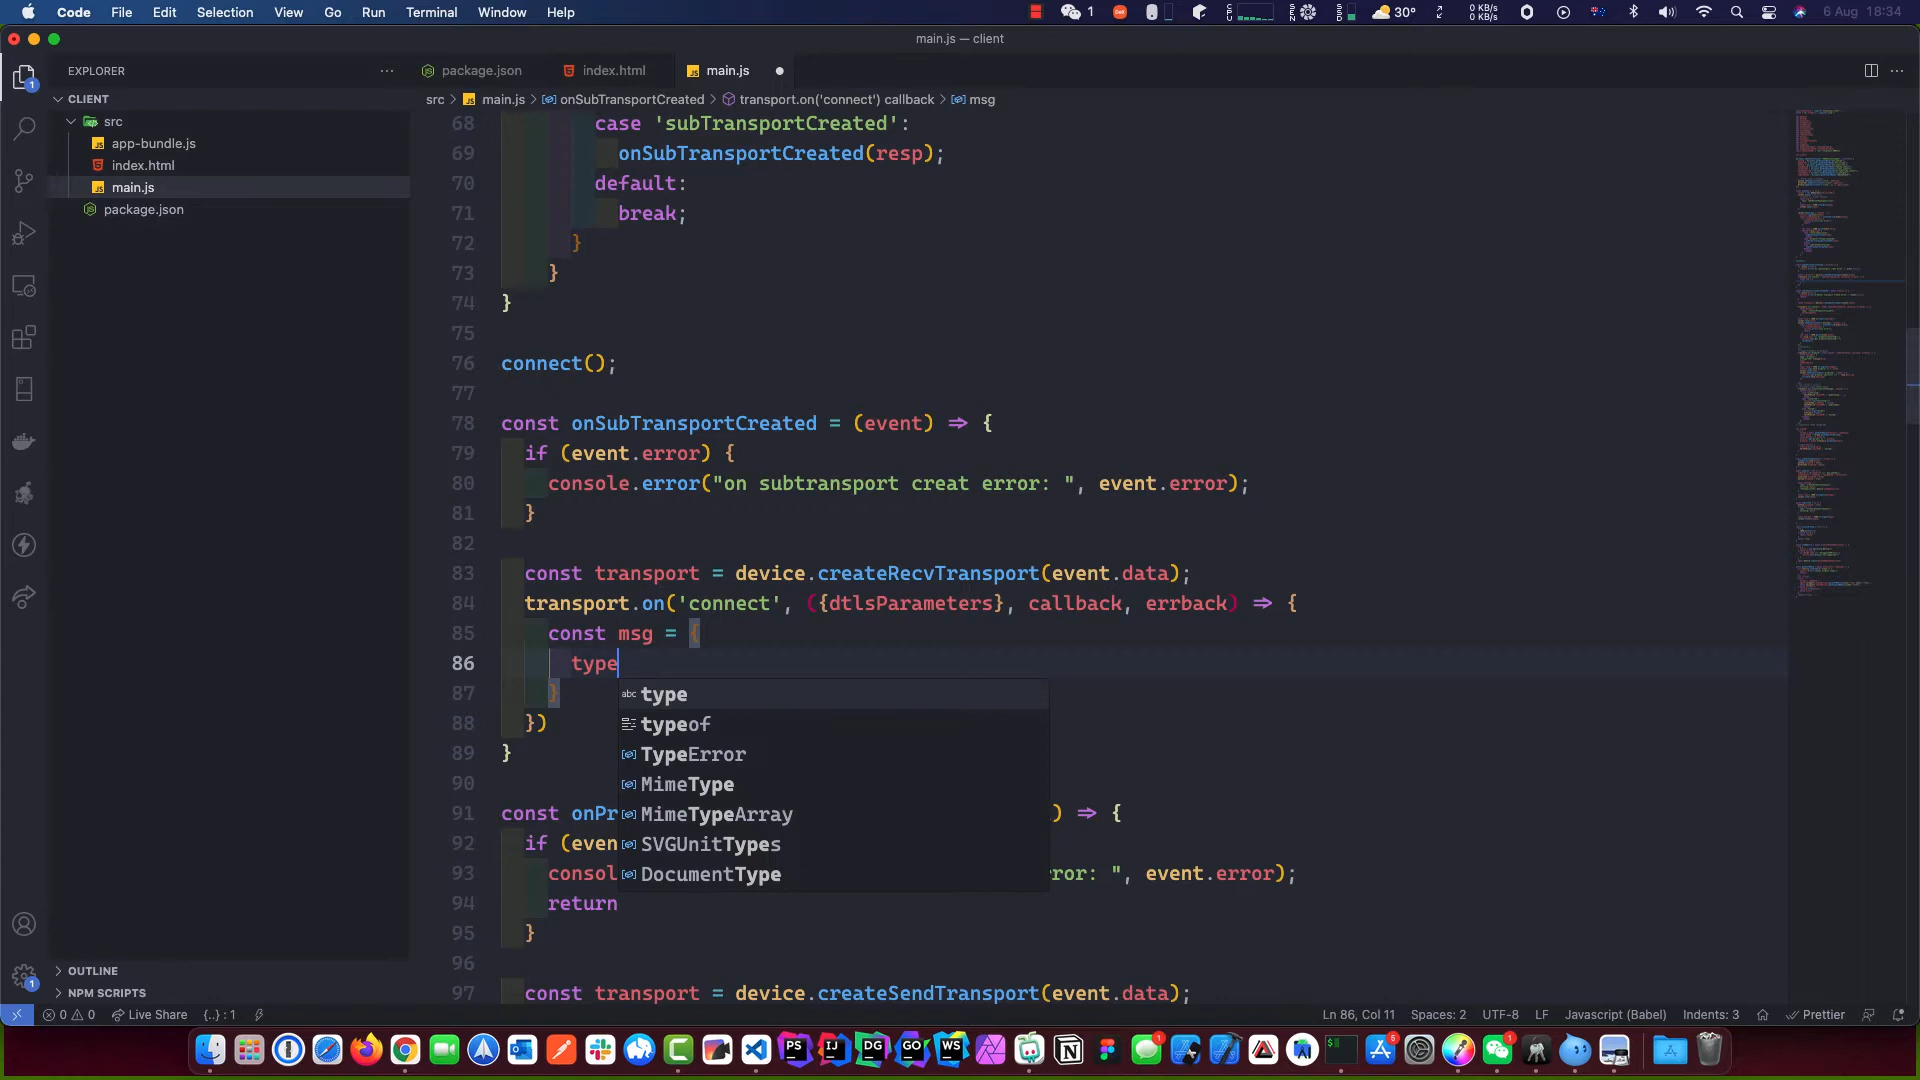 Code File Edit Selection View Go Run Terminal Window Help
1
30°
0 KB/s
0 KB/s
6 Aug 18:34
main.js — client
EXPLORER
package.json
index.html
main.js
CLIENT
src
app-bundle.js
index.html
main.js
package.json
src > main.js > onSubTransportCreated > transport.on('connect') callback > msg
68 case 'subTransportCreated':
69 onSubTransportCreated(resp);
70 default:
71 break;
72 }
73 }
74 }
75
76 connect();
77
78 const onSubTransportCreated = (event) => {
79 if (event.error) {
80 console.error("on subtransport creat error: ", event.error);
81 }
82
83 const transport = device.createRecvTransport(event.data);
84 transport.on('connect', ({dtlsParameters}, callback, errback) => {
85 const msg = {
86 type
87 }
88 })
89 }
90
91 const onPr ) => {
92 if (even
93 consol ror: ", event.error);
94 return
95 }
96
97 const transport = device.createSendTransport(event.data);
abc type
typeof
TypeError
MimeType
MimeTypeArray
SVGUnitTypes
DocumentType
OUTLINE
NPM SCRIPTS
0 0 Live Share {..} : 1
Ln 86, Col 11 Spaces: 2 UTF-8 LF Javascript (Babel) Indents: 3 Prettier